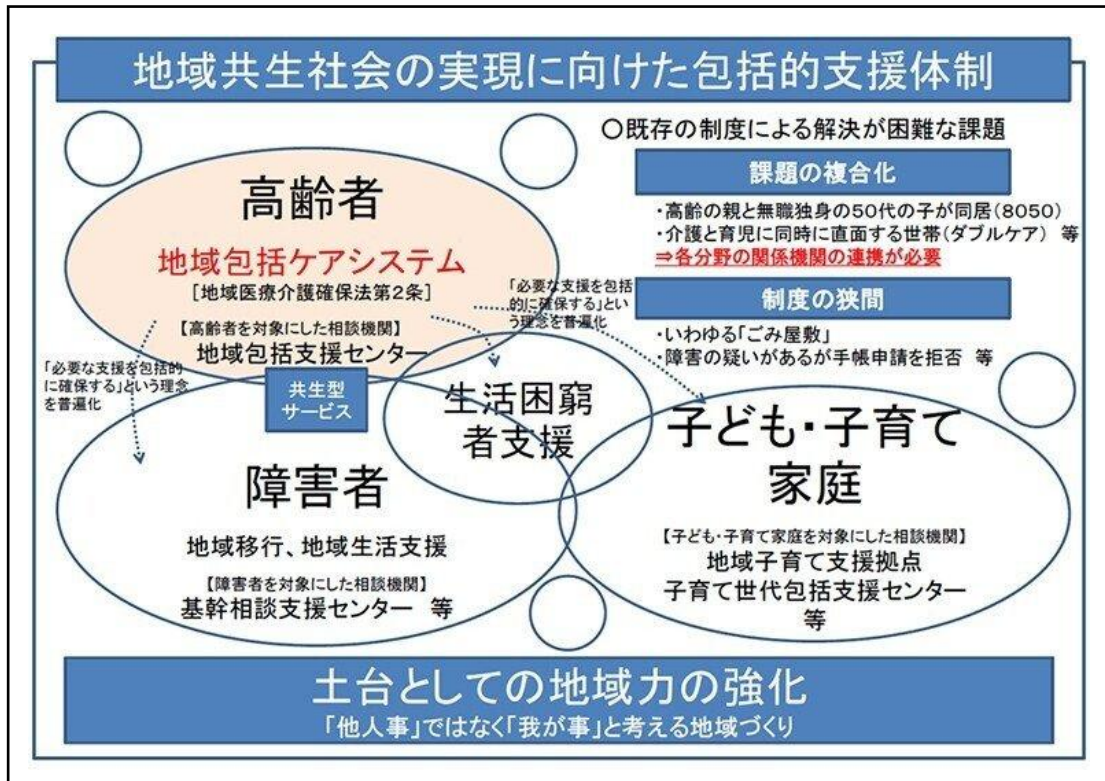 地域共生社会の実現に向けた包括的支援体制
〇既存の制度による解決が困難な課題
課題の複合化
・高齢の親と無職独身の50代の子が同居(8050)
・介護と育児に同時に直面する世帯(ダブルケア) 等
⇒各分野の関係機関の連携が必要
制度の狭間
・いわゆる「ごみ屋敷」
・障害の疑いがあるが手帳申請を拒否 等
高齢者
地域包括ケアシステム
[地域医療介護確保法第2条]
【高齢者を対象にした相談機関】
地域包括支援センター
「必要な支援を包括
的に確保する」とい
う理念を普遍化
「必要な支援を包括的
に確保する」という理念
を普遍化
共生型
サービス
生活困窮
者支援
障害者
地域移行、地域生活支援
【障害者を対象にした相談機関】
基幹相談支援センター 等
子ども・子育て
家庭
【子ども・子育て家庭を対象にした相談機関】
地域子育て支援拠点
子育て世代包括支援センター
等
土台としての地域力の強化
「他人事」ではなく「我が事」と考える地域づくり